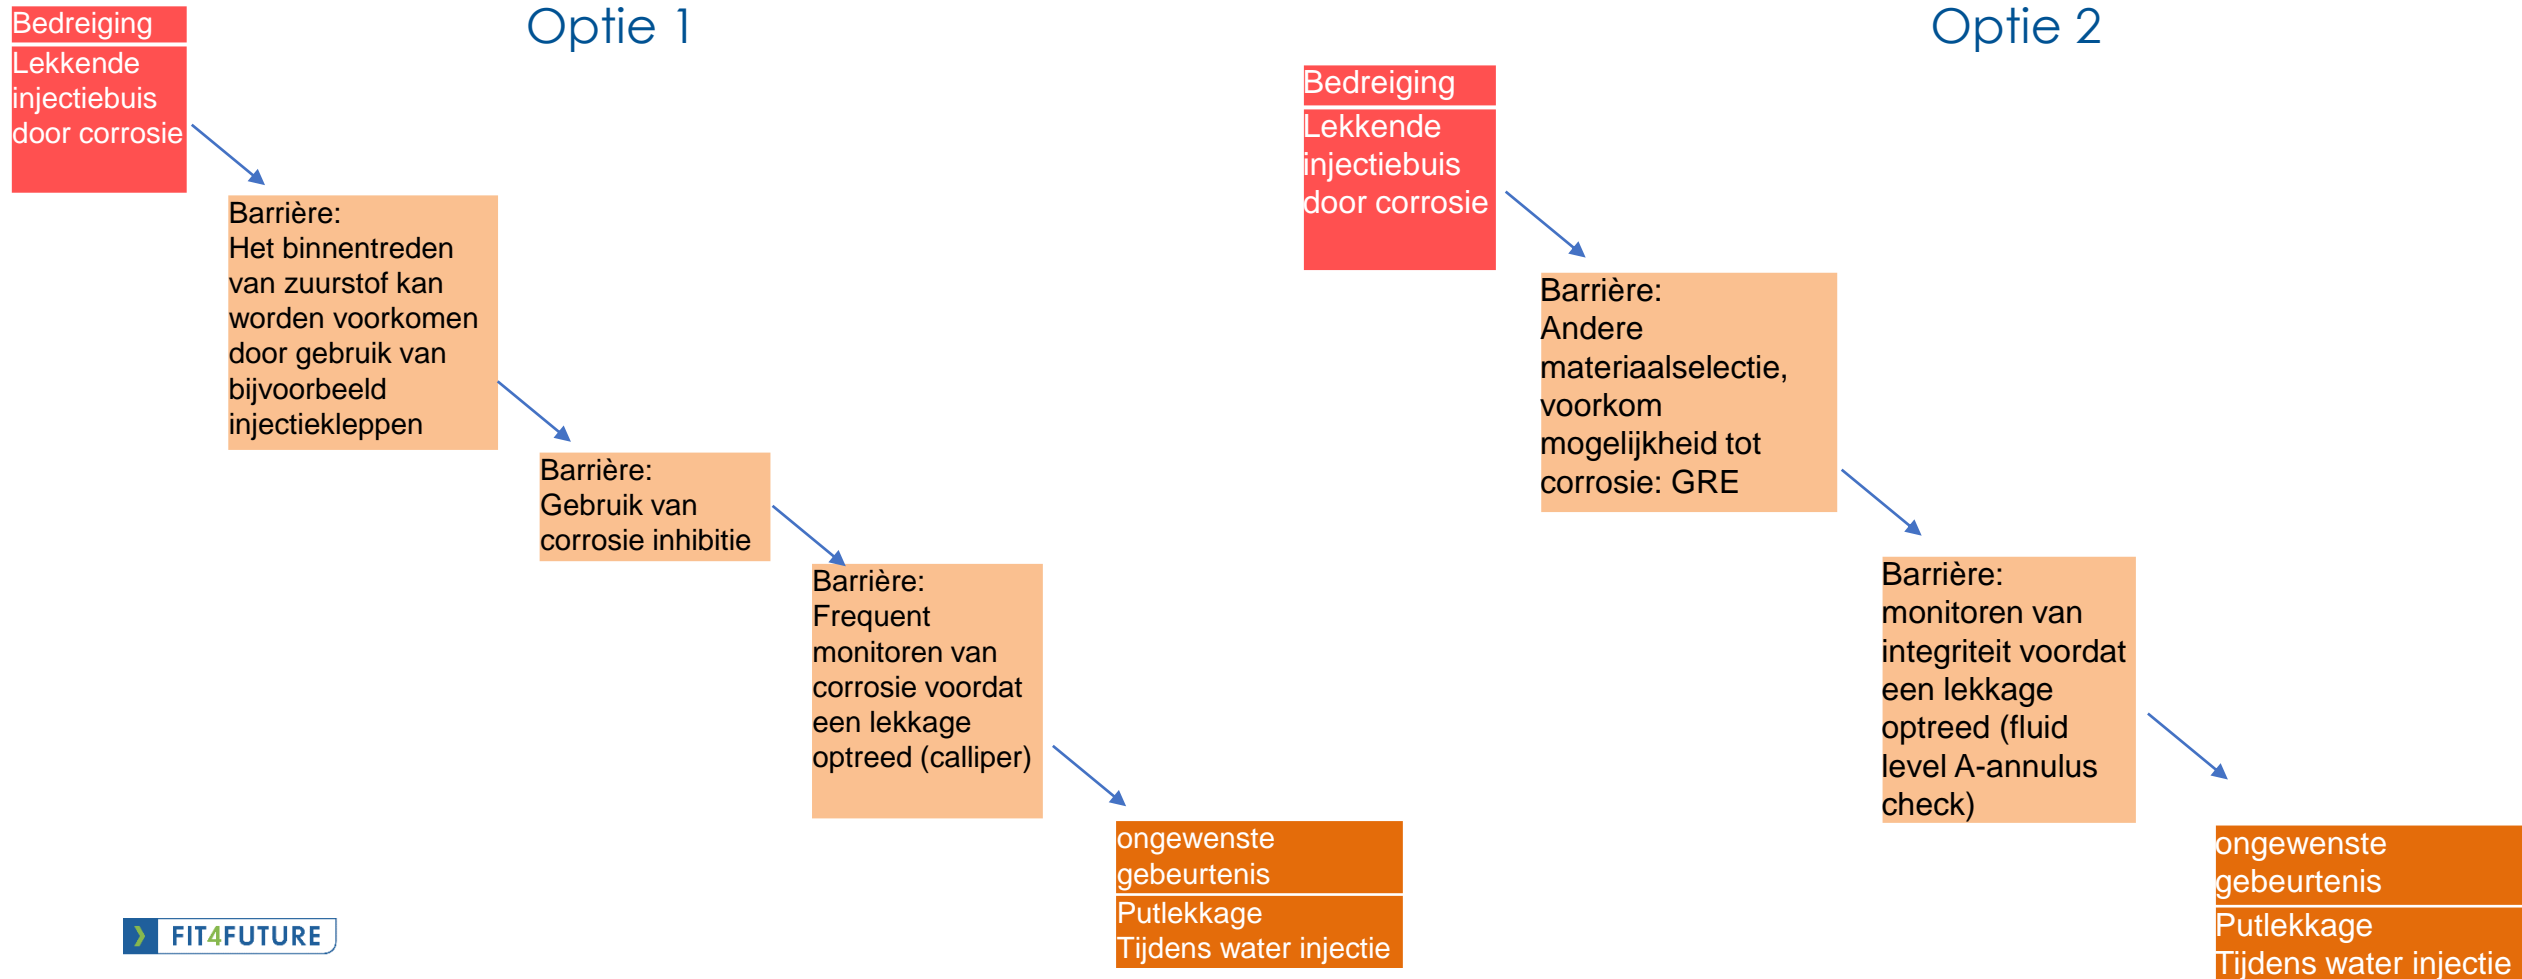 Optie 1
Bedreiging
Lekkende
injectiebuis
door corrosie
Barrière:
Het binnentreden
van zuurstof kan
worden voorkomen
door gebruik van
bijvoorbeeld
injectiekleppen
Barrière:
Gebruik van
corrosie inhibitie
Barrière:
Frequent
monitoren van
corrosie voordat
een lekkage
optreed (calliper)
ongewenste
gebeurtenis
Putlekkage
Tijdens water injectie
Optie 2
Bedreiging
Lekkende
injectiebuis
door corrosie
Barrière:
Andere
materiaalselectie,
voorkom
mogelijkheid tot
corrosie: GRE
Barrière:
monitoren van
integriteit voordat
een lekkage
optreed (fluid
level A-annulus
check)
ongewenste
gebeurtenis
Putlekkage
Tijdens water injectie
FIT4FUTURE